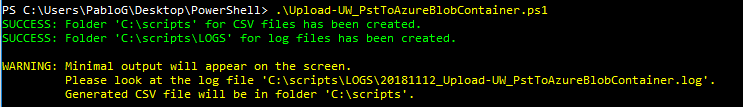 PS C:\Users\PabloG\Desktop\PowerShell> .\Upload-UW_PstToAzureBlobContainer.ps1
SUCCESS: Folder 'C:\scripts' for CSV files has been created.
SUCCESS: Folder 'C:\scripts\LOGS' for log files has been created.
WARNING: Minimal output will appear on the screen.
Please look at the log file 'C:\scripts\LOGS\20181112_Upload-UW_PstToAzureBlobContainer.log'.
Generated CSV file will be in folder 'C:\scripts'.